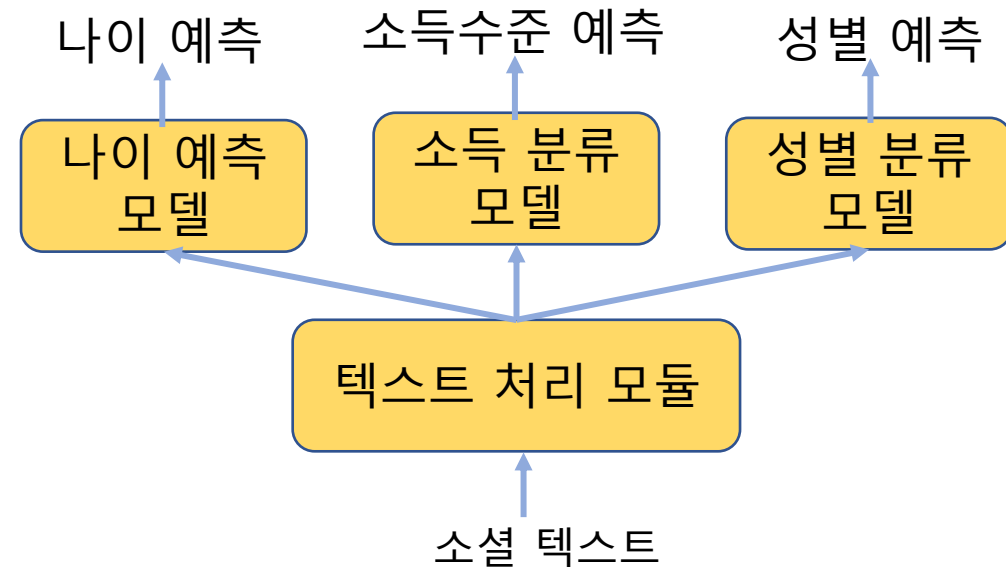 나이 예측
소득수준 예측
성별 예측
나이 예측
모델
소득 분류
모델
성별 분류
모델
텍스트 처리 모듈
소셜 텍스트